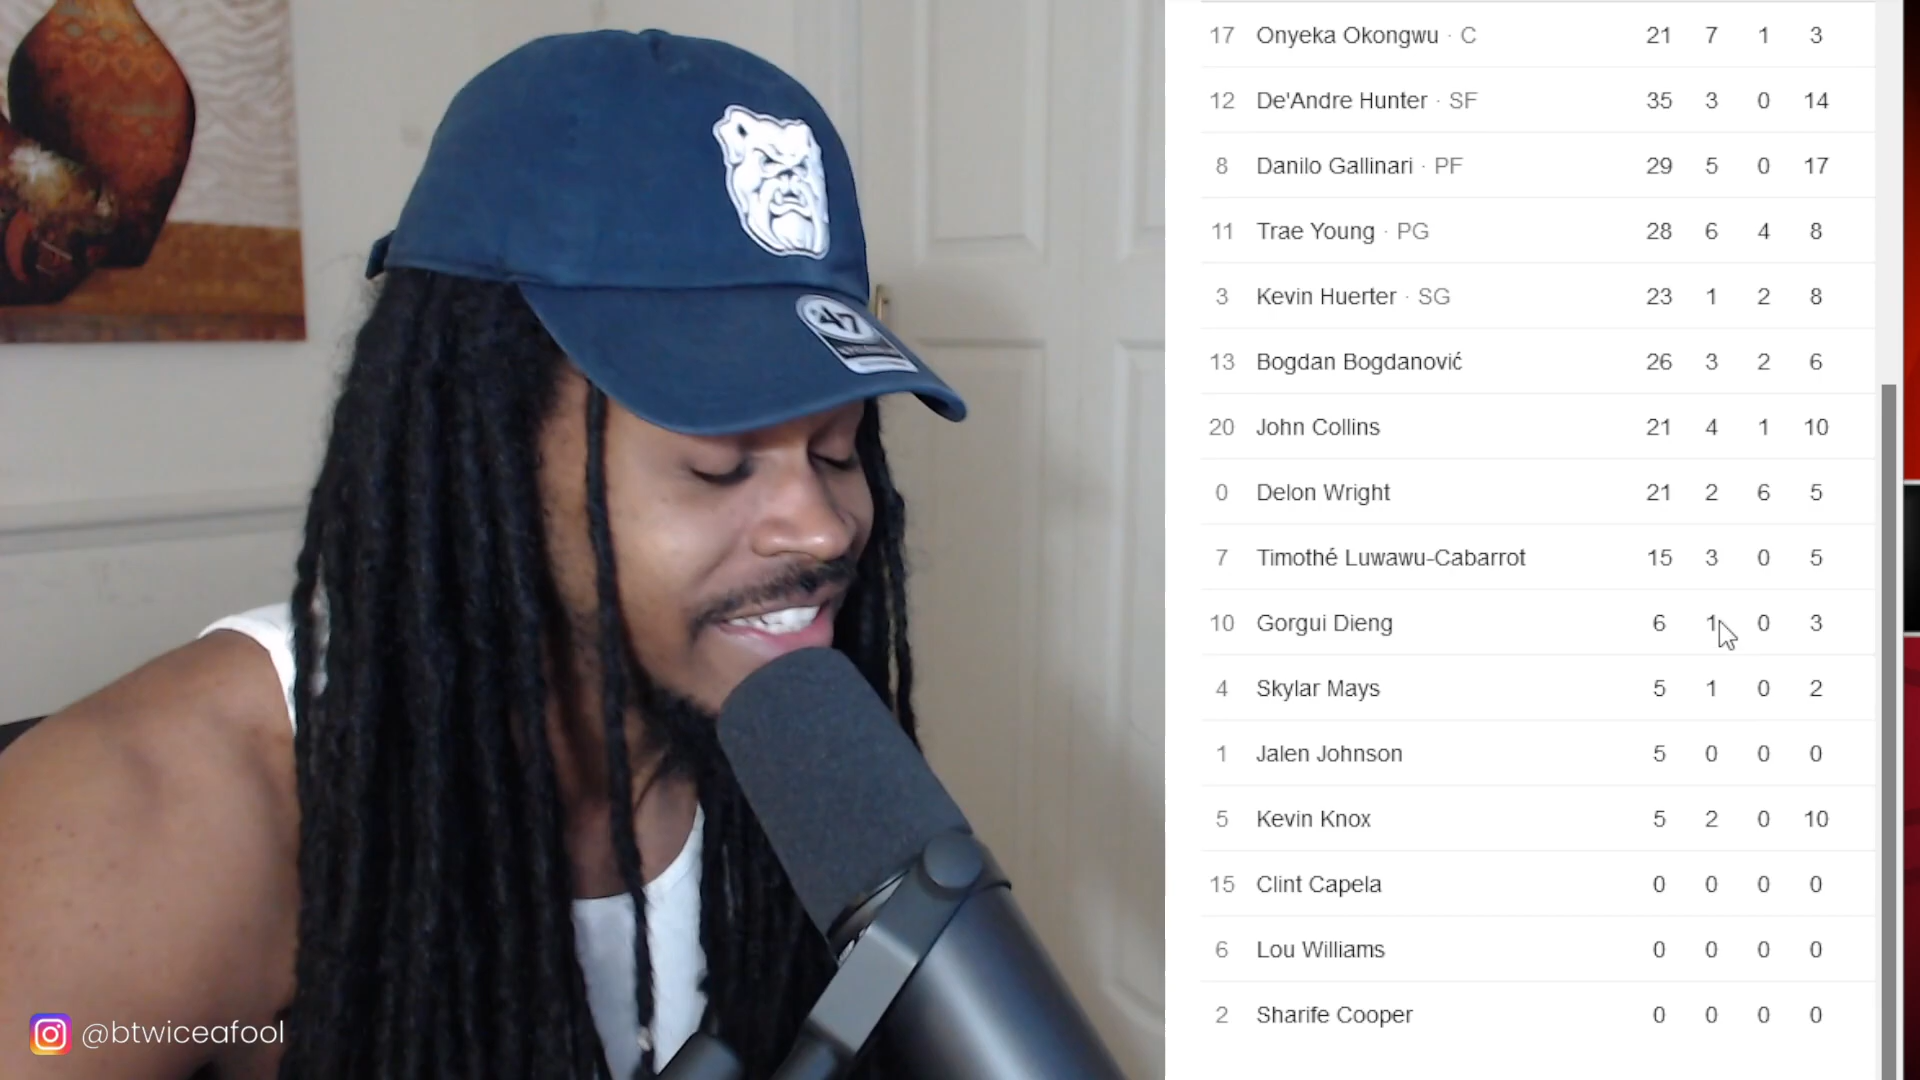 '47
17 Onyeka Okongwu · C 21 7 1 3
12 De'Andre Hunter · SF 35 3 0 14
8 Danilo Gallinari · PF 29 5 0 17
11 Trae Young · PG 28 6 4 8
3 Kevin Huerter · SG 23 1 2 8
13 Bogdan Bogdanović 26 3 2 6
20 John Collins 21 4 1 10
0 Delon Wright 21 2 6 5
7 Timothé Luwawu-Cabarrot 15 3 0 5
10 Gorgui Dieng 6 1 0 3
4 Skylar Mays 5 1 0 2
1 Jalen Johnson 5 0 0 0
5 Kevin Knox 5 2 0 10
15 Clint Capela 0 0 0 0
6 Lou Williams 0 0 0 0
2 Sharife Cooper 0 0 0 0
@btwiceafool